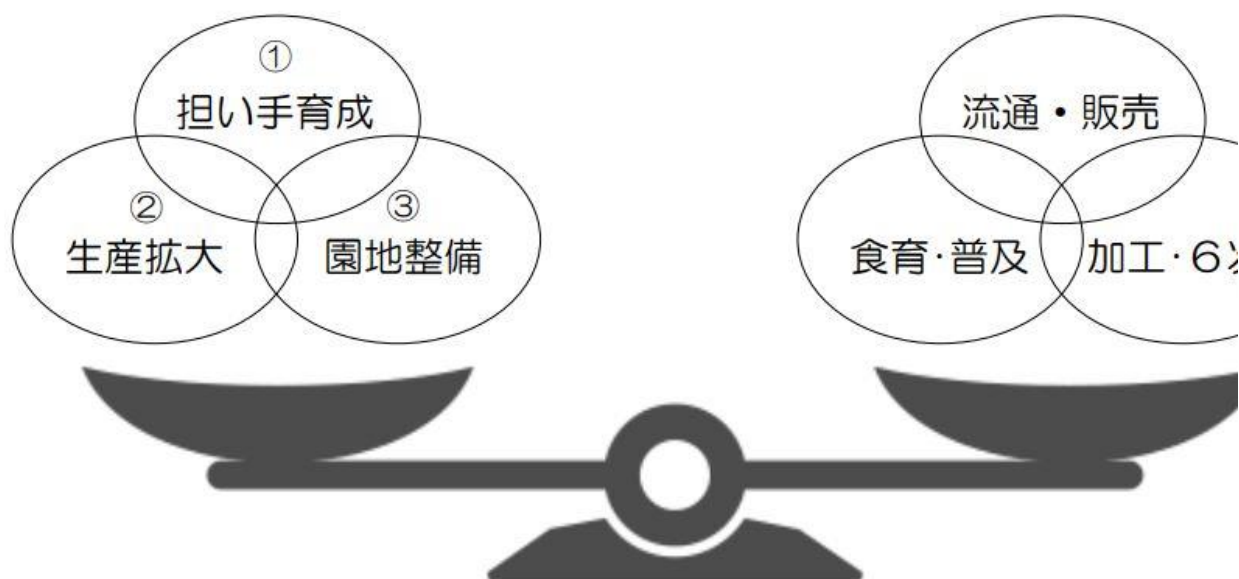 ①
担い手育成
②
生産拡大
③
園地整備
流通・販売
食育･普及
加工･６